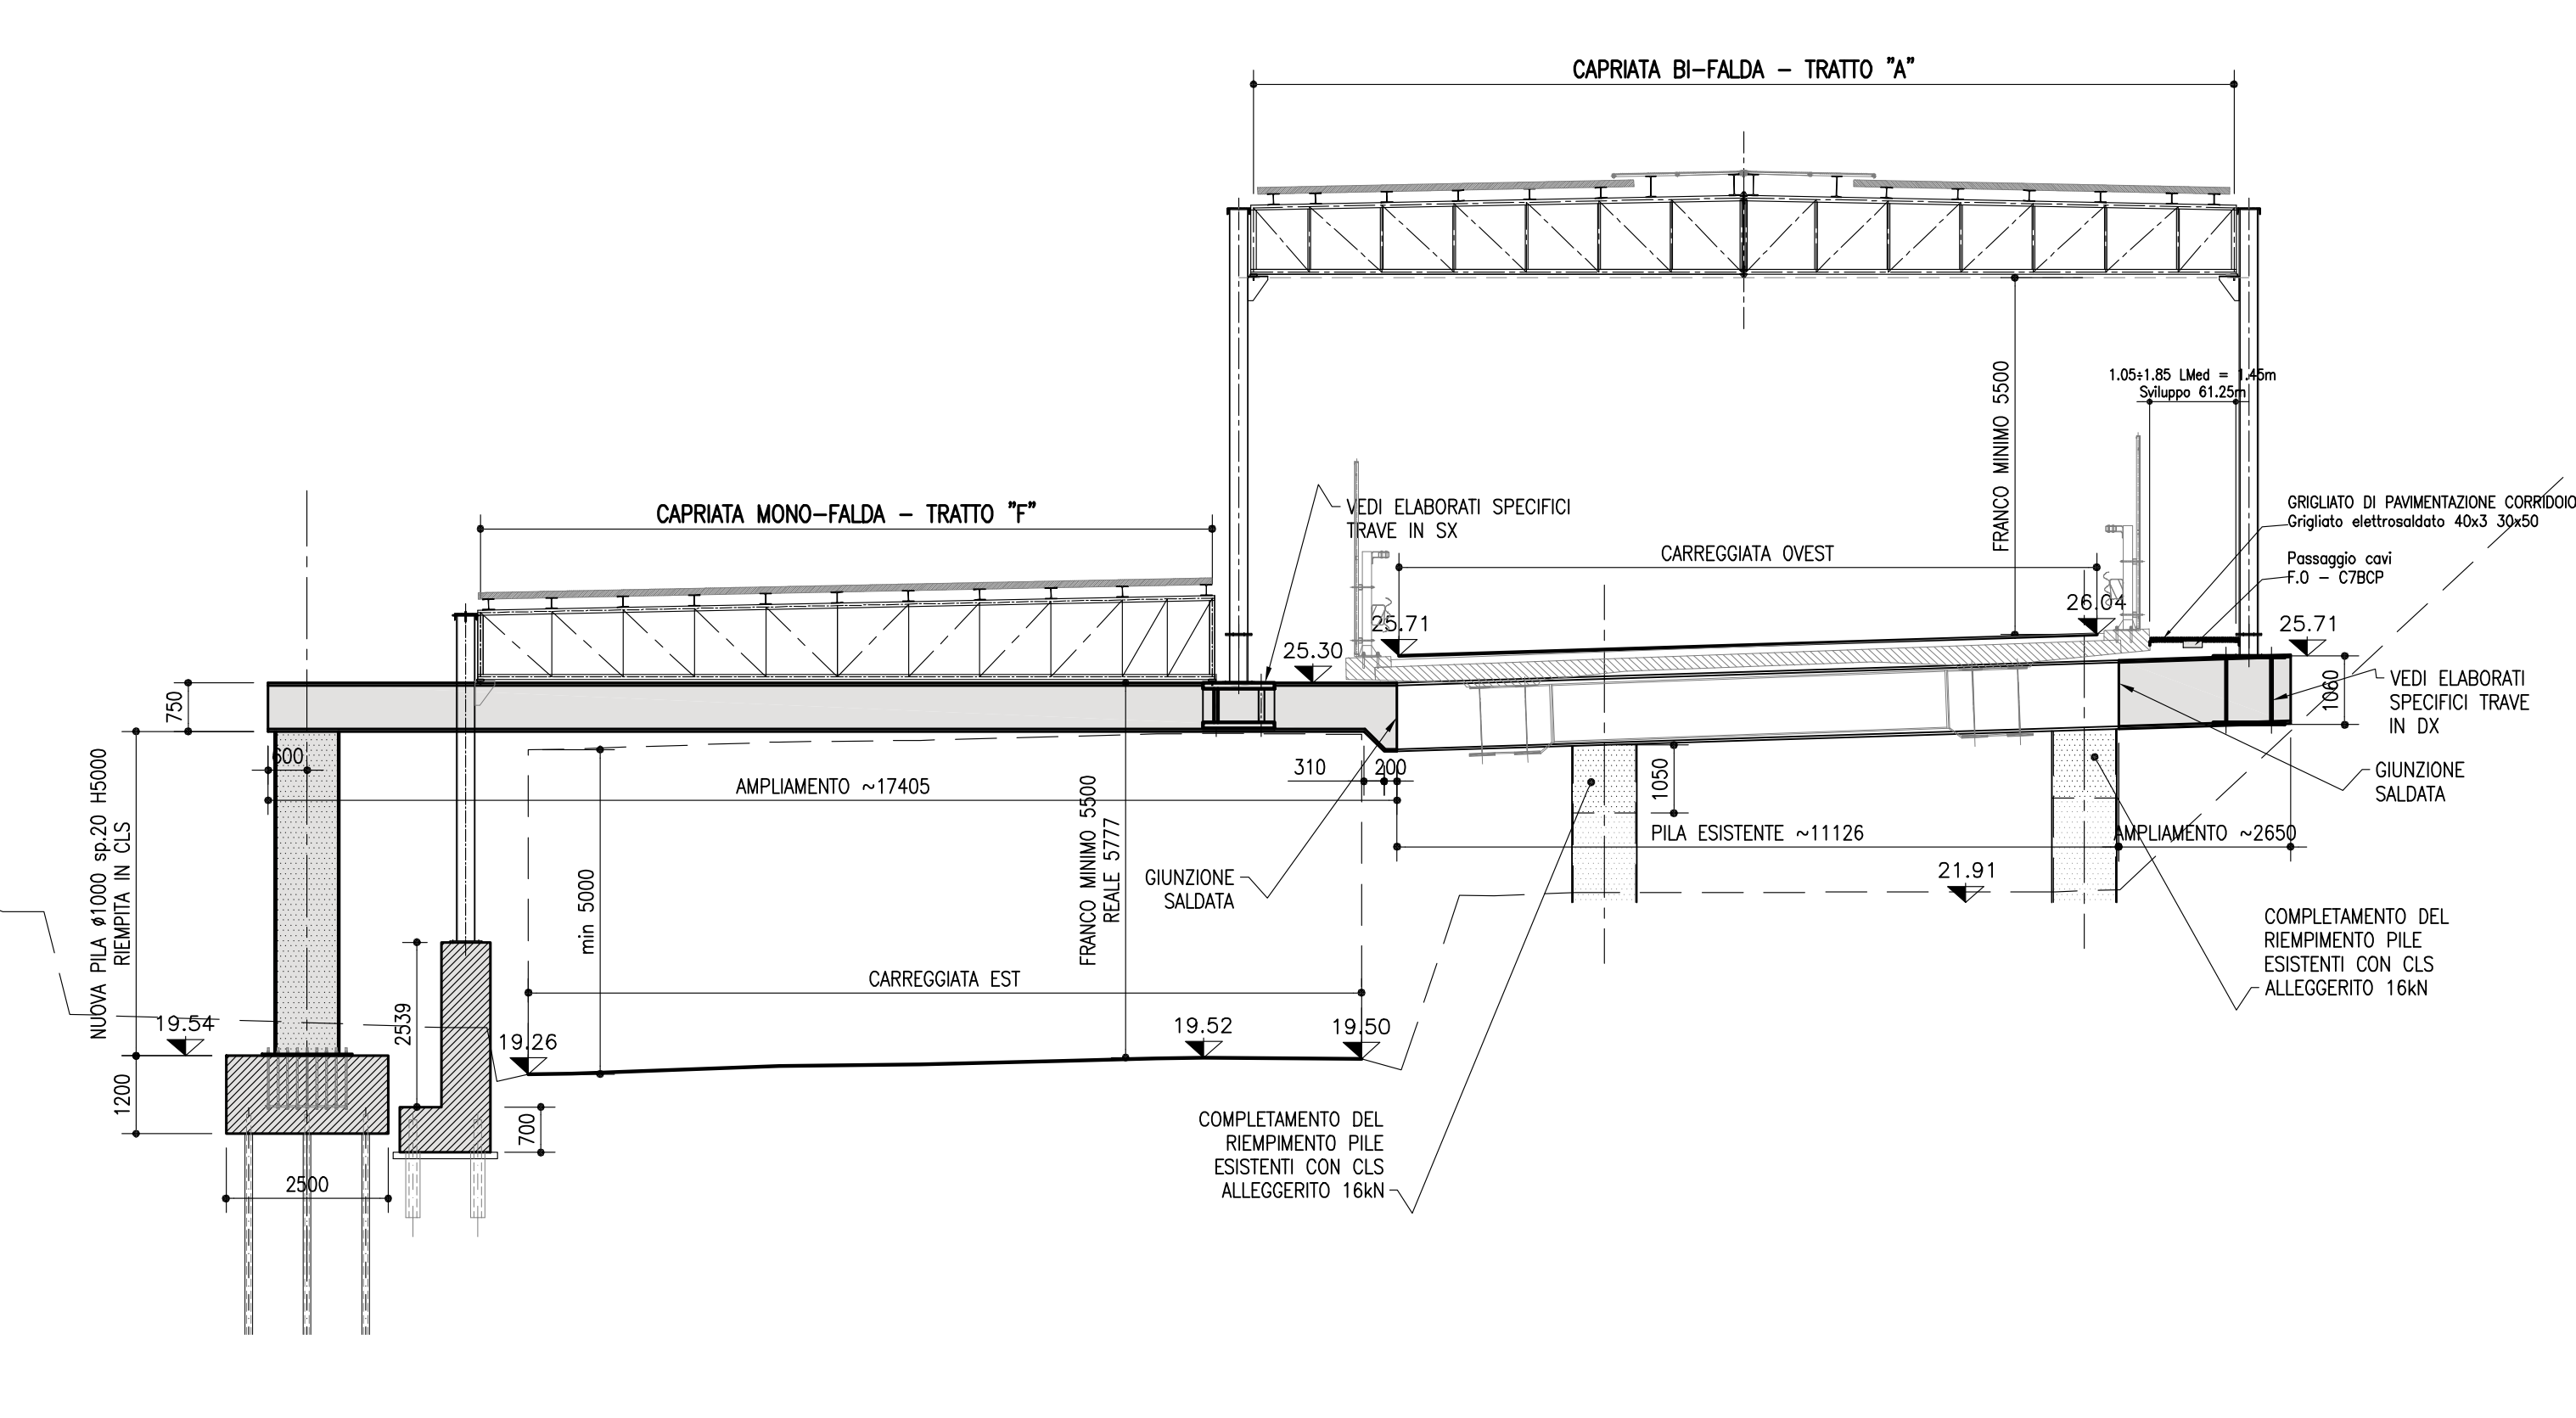 CAPRIATA BI-FALDA - TRATTO "A"
FRANCO MINIMO 5500
1.05÷1.85 LMed = 1.45m
Sviluppo 61.25m
CAPRIATA MONO-FALDA - TRATTO "F"
VEDI ELABORATI SPECIFICI
TRAVE IN SX
GRIGLIATO DI PAVIMENTAZIONE CORRIDOIO
Grigliato elettrosaldato 40x3 30x50
CARREGGIATA OVEST
Passaggio cavi
F.O - C7BCP
26.04
25.71
25.71
25.30
750
1060
VEDI ELABORATI
SPECIFICI TRAVE
IN DX
600
AMPLIAMENTO ~17405
310
200
1050
GIUNZIONE
SALDATA
NUOVA PILA ø1000 sp.20 H5000
RIEMPITA IN CLS
min 5000
FRANCO MINIMO 5500
REALE 5777
PILA ESISTENTE ~11126
AMPLIAMENTO ~2650
GIUNZIONE
SALDATA
21.91
COMPLETAMENTO DEL
RIEMPIMENTO PILE
ESISTENTI CON CLS
ALLEGGERITO 16kN
CARREGGIATA EST
2539
19.54
19.26
19.52
19.50
1200
700
COMPLETAMENTO DEL
RIEMPIMENTO PILE
ESISTENTI CON CLS
ALLEGGERITO 16kN
2500